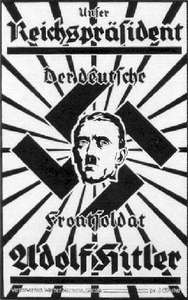 Unser
Reichspräsident
Der deutsche
Frontsoldat
Adolf Hitler